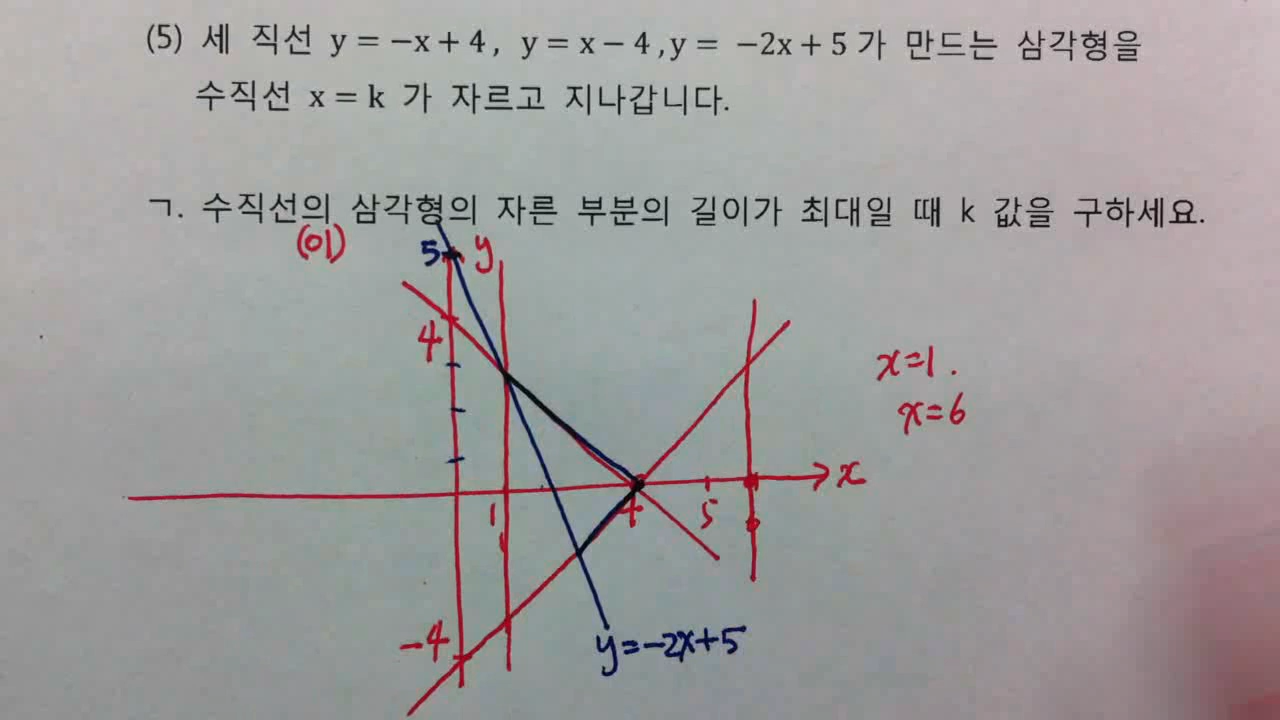 (5) 세 직선 y = −x + 4, y = x − 4 ,y = −2x + 5 가 만드는 삼각형을
수직선 x = k 가 자르고 지나갑니다.
ㄱ. 수직선의 삼각형의 자른 부분의 길이가 최대일 때 k 값을 구하세요.
(01)
5 y
4
x=1.
x=6
x
1 4 5 6
-4
y=-2x+5